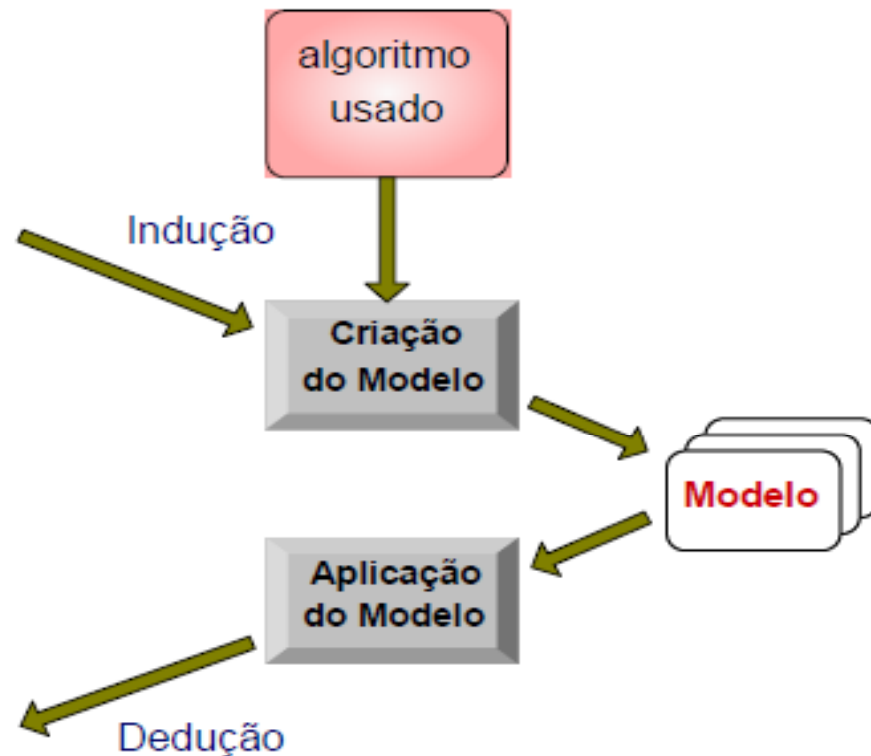 algoritmo
usado
Indução
Criação
do Modelo
Modelo
Aplicação
do Modelo
Dedução